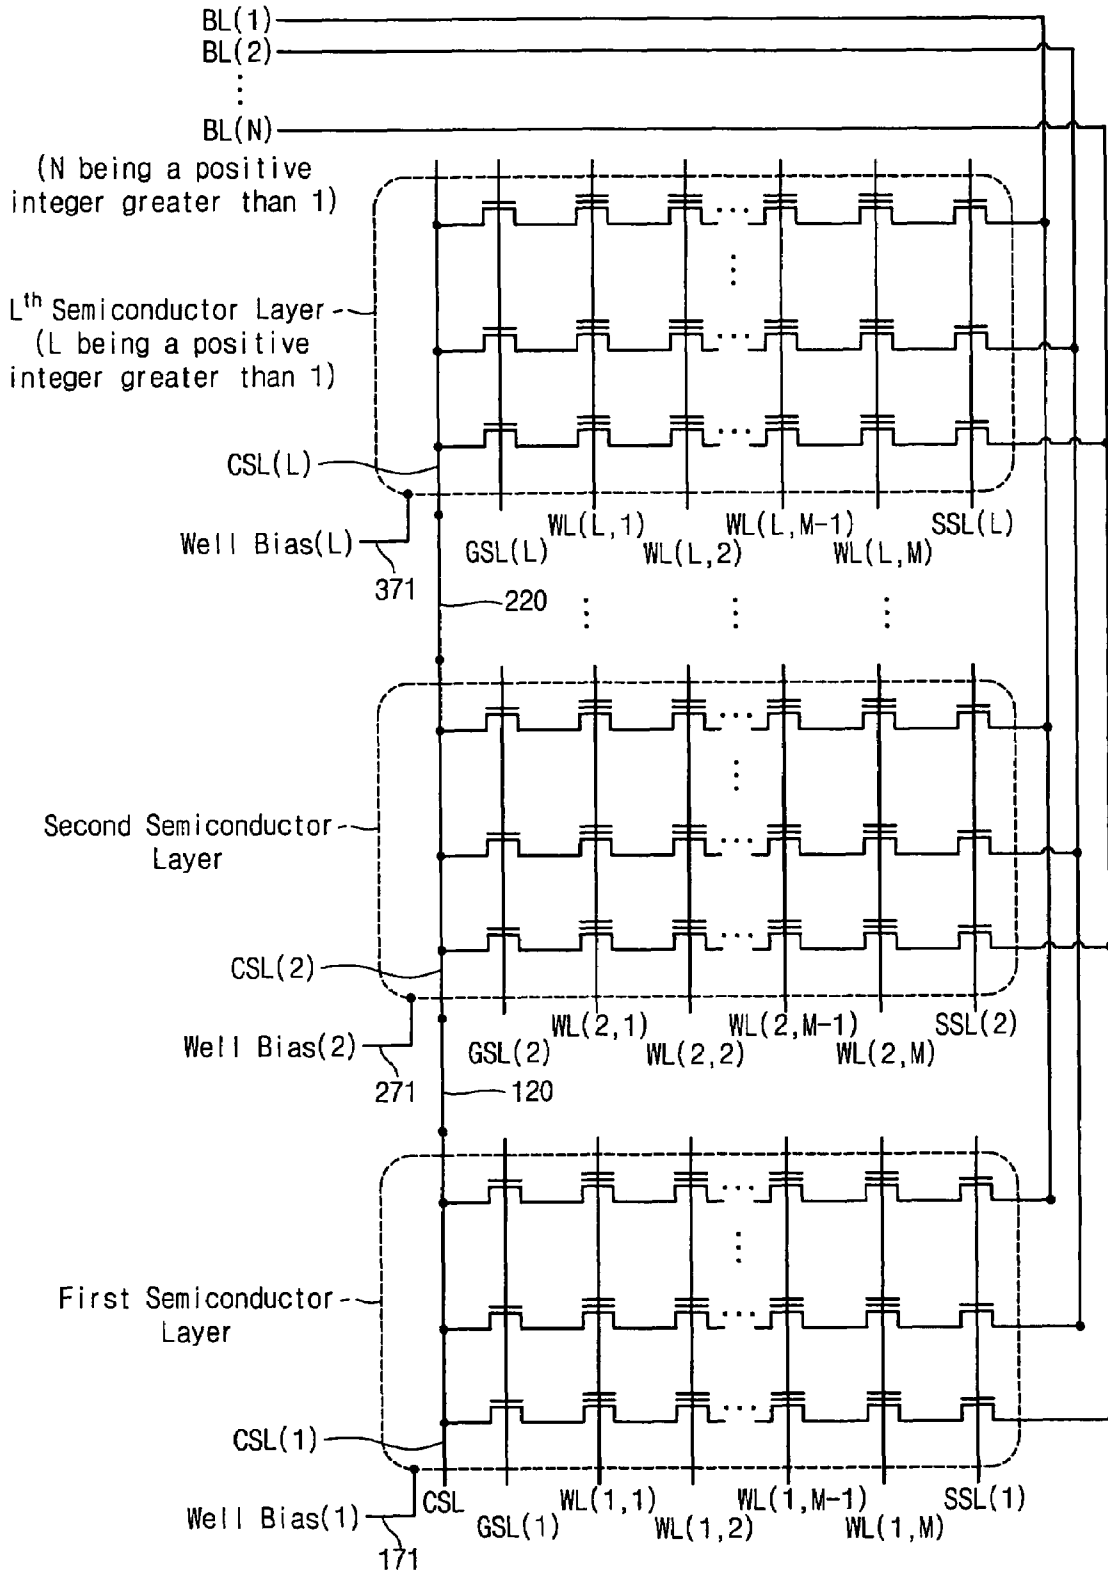 BL(1)
BL(2)
BL(N)
(N being a positive
integer greater than 1)
Lth Semiconductor Layer
(L being a positive
integer greater than 1)
CSL(L)
Well Bias(L)
371
GSL(L)
WL(L,1)
WL(L,2)
WL(L,M-1)
WL(L,M)
SSL(L)
220
Second Semiconductor
Layer
CSL(2)
Well Bias(2)
271
GSL(2)
WL(2,1)
WL(2,2)
WL(2,M-1)
WL(2,M)
SSL(2)
120
First Semiconductor
Layer
CSL(1)
Well Bias(1)
171
CSL
GSL(1)
WL(1,1)
WL(1,2)
WL(1,M-1)
WL(1,M)
SSL(1)